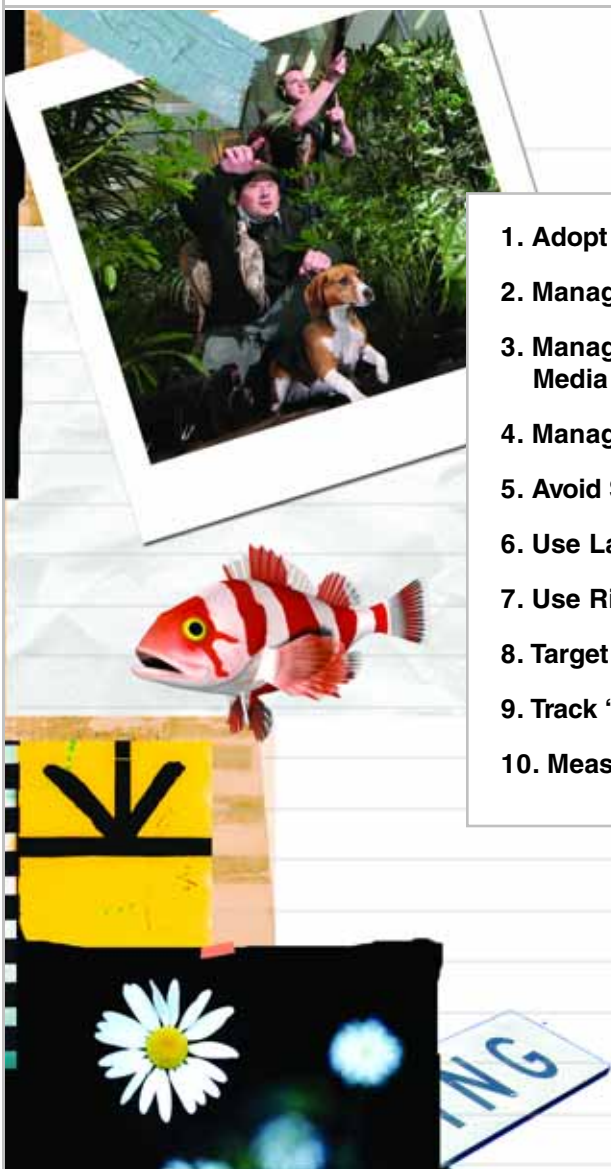 1. Adopt
2. Manag
3. Manag
Media
4. Manag
5. Avoid S
6. Use La
7. Use Ri
8. Target
9. Track ‘
10. Meas
NG